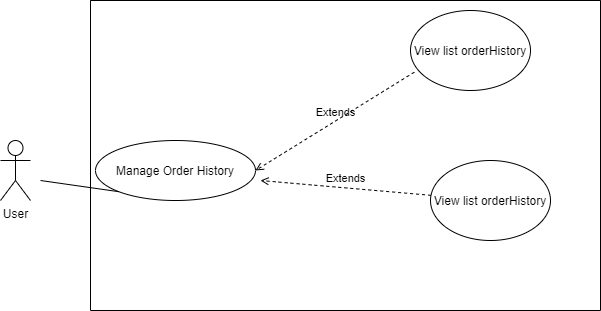 View list orderHistory
Extends
Manage Order History
Extends
View list orderHistory
User